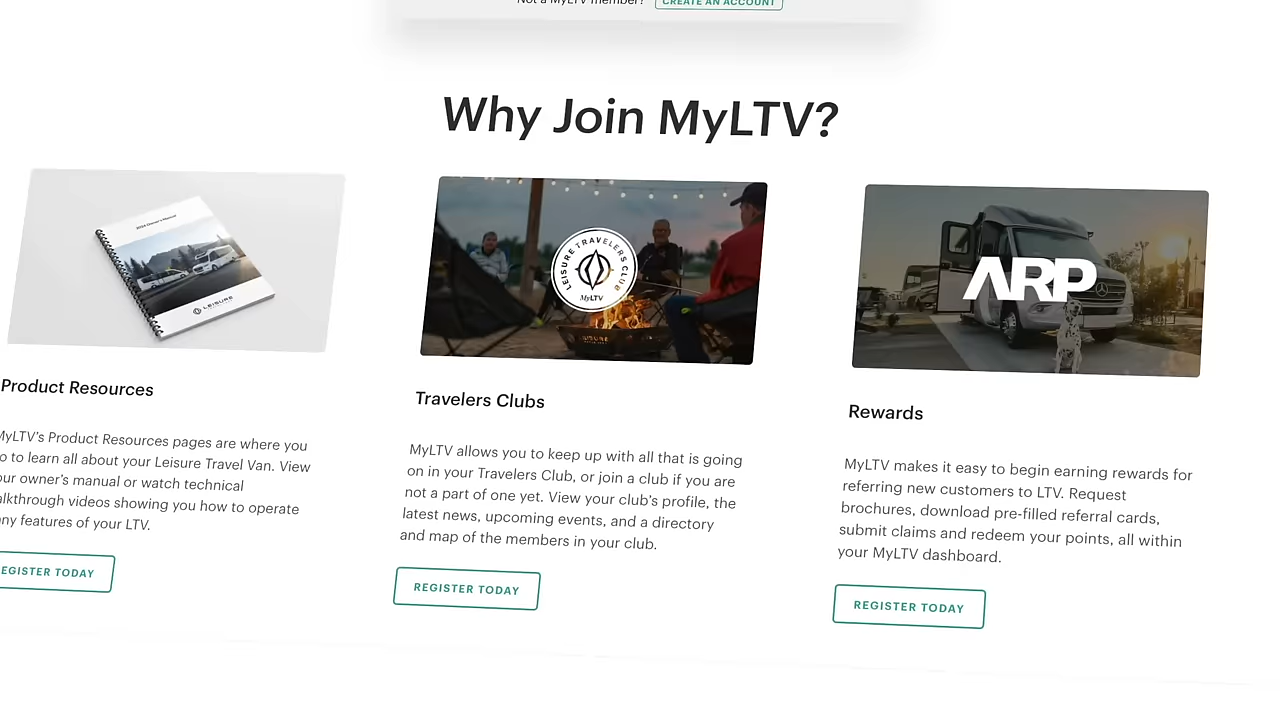 Not a MyLTV member? CREATE AN ACCOUNT
Why Join MyLTV?
2024 Owner's Manual
LEISURE
LEISURE TRAVELERS CLUB
MyLTV
LEISURE
ARP
Product Resources
MyLTV's Product Resources pages are where you
o to learn all about your Leisure Travel Van. View
our owner's manual or watch technical
alkthrough videos showing you how to operate
ny features of your LTV.
EGISTER TODAY
Travelers Clubs
MyLTV allows you to keep up with all that is going
on in your Travelers Club, or join a club if you are
not a part of one yet. View your club's profile, the
latest news, upcoming events, and a directory
and map of the members in your club.
REGISTER TODAY
Rewards
MyLTV makes it easy to begin earning rewards for
referring new customers to LTV. Request
brochures, download pre-filled referral cards,
submit claims and redeem your points, all within
your MyLTV dashboard.
REGISTER TODAY